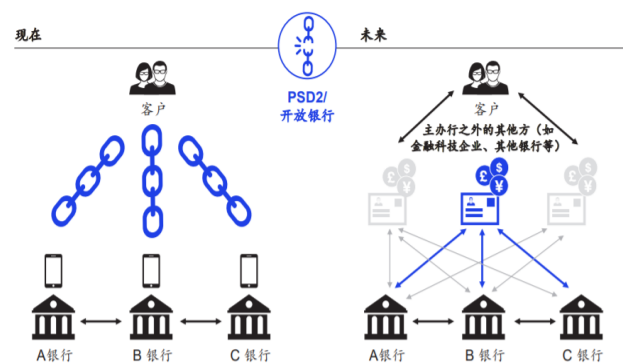 现在
未来
PSD2/
开放银行
客户
A银行
B 银行
C 银行
客户
主办行之外的其他方（如
金融科技企业、其他银行等）
£
$
¥
£
$
¥
£
$
¥
A银行
B 银行
C 银行